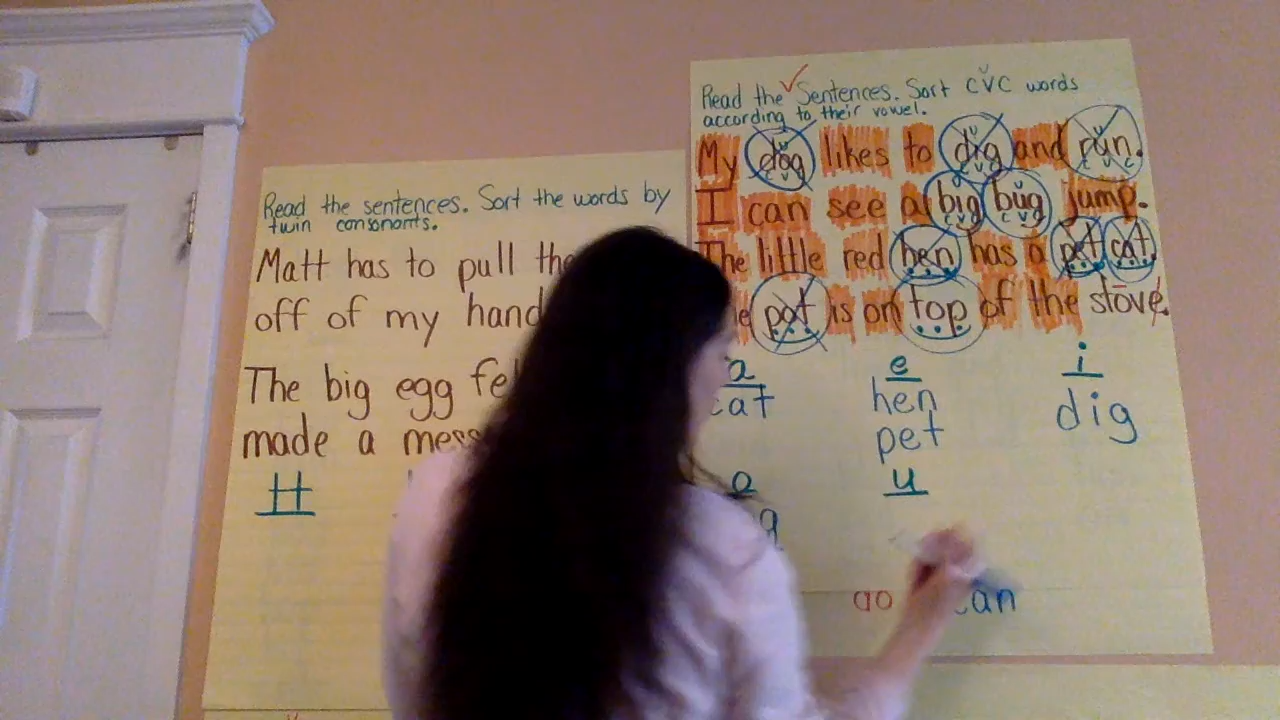 Read the sentences. Sort the words by
twin consonants.
Matt has to pull the
off of my hand
The big egg
made a mess
tt
Read the Sentences. Sort CVC words
according to their vowel.
My dog likes to dig and run.
I can see a big bug jump.
The little red hen has a pet cat.
pot is on top of the stove.
a e i
cat hen dig
pet
o u
go can